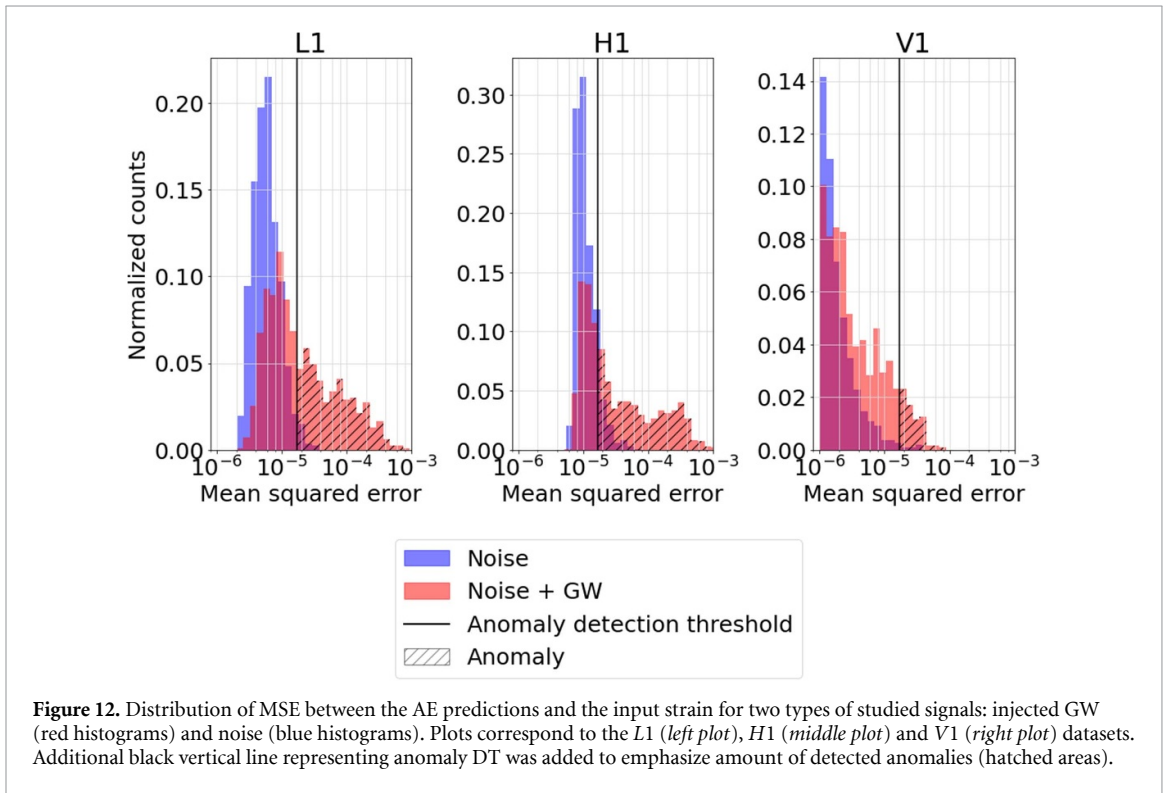 L1
H1
V1
Normalized counts
0.20
0.15
0.10
0.05
0.00
10⁻⁶
10⁻⁵
10⁻⁴
10⁻³
Mean squared error
0.30
0.25
0.20
0.15
0.10
0.05
0.00
10⁻⁶
10⁻⁵
10⁻⁴
10⁻³
Mean squared error
0.14
0.12
0.10
0.08
0.06
0.04
0.02
0.00
10⁻⁶
10⁻⁵
10⁻⁴
10⁻³
Mean squared error
Noise
Noise + GW
Anomaly detection threshold
Anomaly
Figure 12. Distribution of MSE between the AE predictions and the input strain for two types of studied signals: injected GW
(red histograms) and noise (blue histograms). Plots correspond to the L1 (left plot), H1 (middle plot) and V1 (right plot) datasets.
Additional black vertical line representing anomaly DT was added to emphasize amount of detected anomalies (hatched areas).